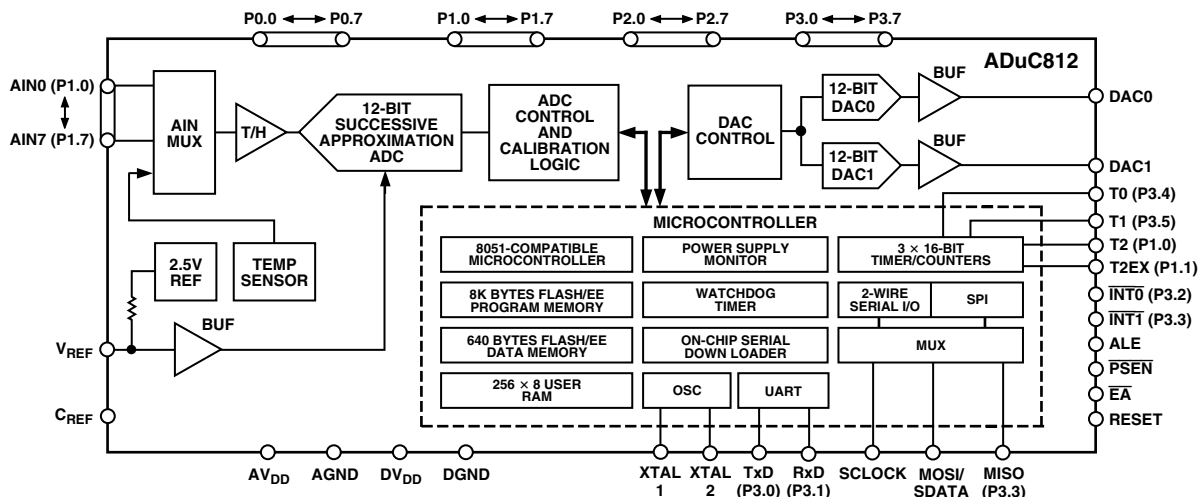 P0.0 P0.7
P1.0 P1.7
P2.0 P2.7
P3.0 P3.7
ADuC812
AIN0 (P1.0)
AIN7 (P1.7)
AIN
MUX
T/H
12-BIT
SUCCESSIVE
APPROXIMATION
ADC
ADC
CONTROL
AND
CALIBRATION
LOGIC
DAC
CONTROL
12-BIT
DAC0
BUF
DAC0
12-BIT
DAC1
BUF
DAC1
T0 (P3.4)
T1 (P3.5)
T2 (P1.0)
T2EX (P1.1)
INT0 (P3.2)
INT1 (P3.3)
ALE
PSEN
EA
RESET
2.5V
REF
TEMP
SENSOR
BUF
VREF
CREF
MICROCONTROLLER
8051-COMPATIBLE
MICROCONTROLLER
POWER SUPPLY
MONITOR
3 × 16-BIT
TIMER/COUNTERS
8K BYTES FLASH/EE
PROGRAM MEMORY
WATCHDOG
TIMER
2-WIRE
SERIAL I/O
SPI
640 BYTES FLASH/EE
DATA MEMORY
ON-CHIP SERIAL
DOWN LOADER
MUX
256 × 8 USER
RAM
OSC
UART
AVDD
AGND
DVDD
DGND
XTAL
1
XTAL
2
TxD
(P3.0)
RxD
(P3.1)
SCLOCK
MOSI/
SDATA
MISO
(P3.3)